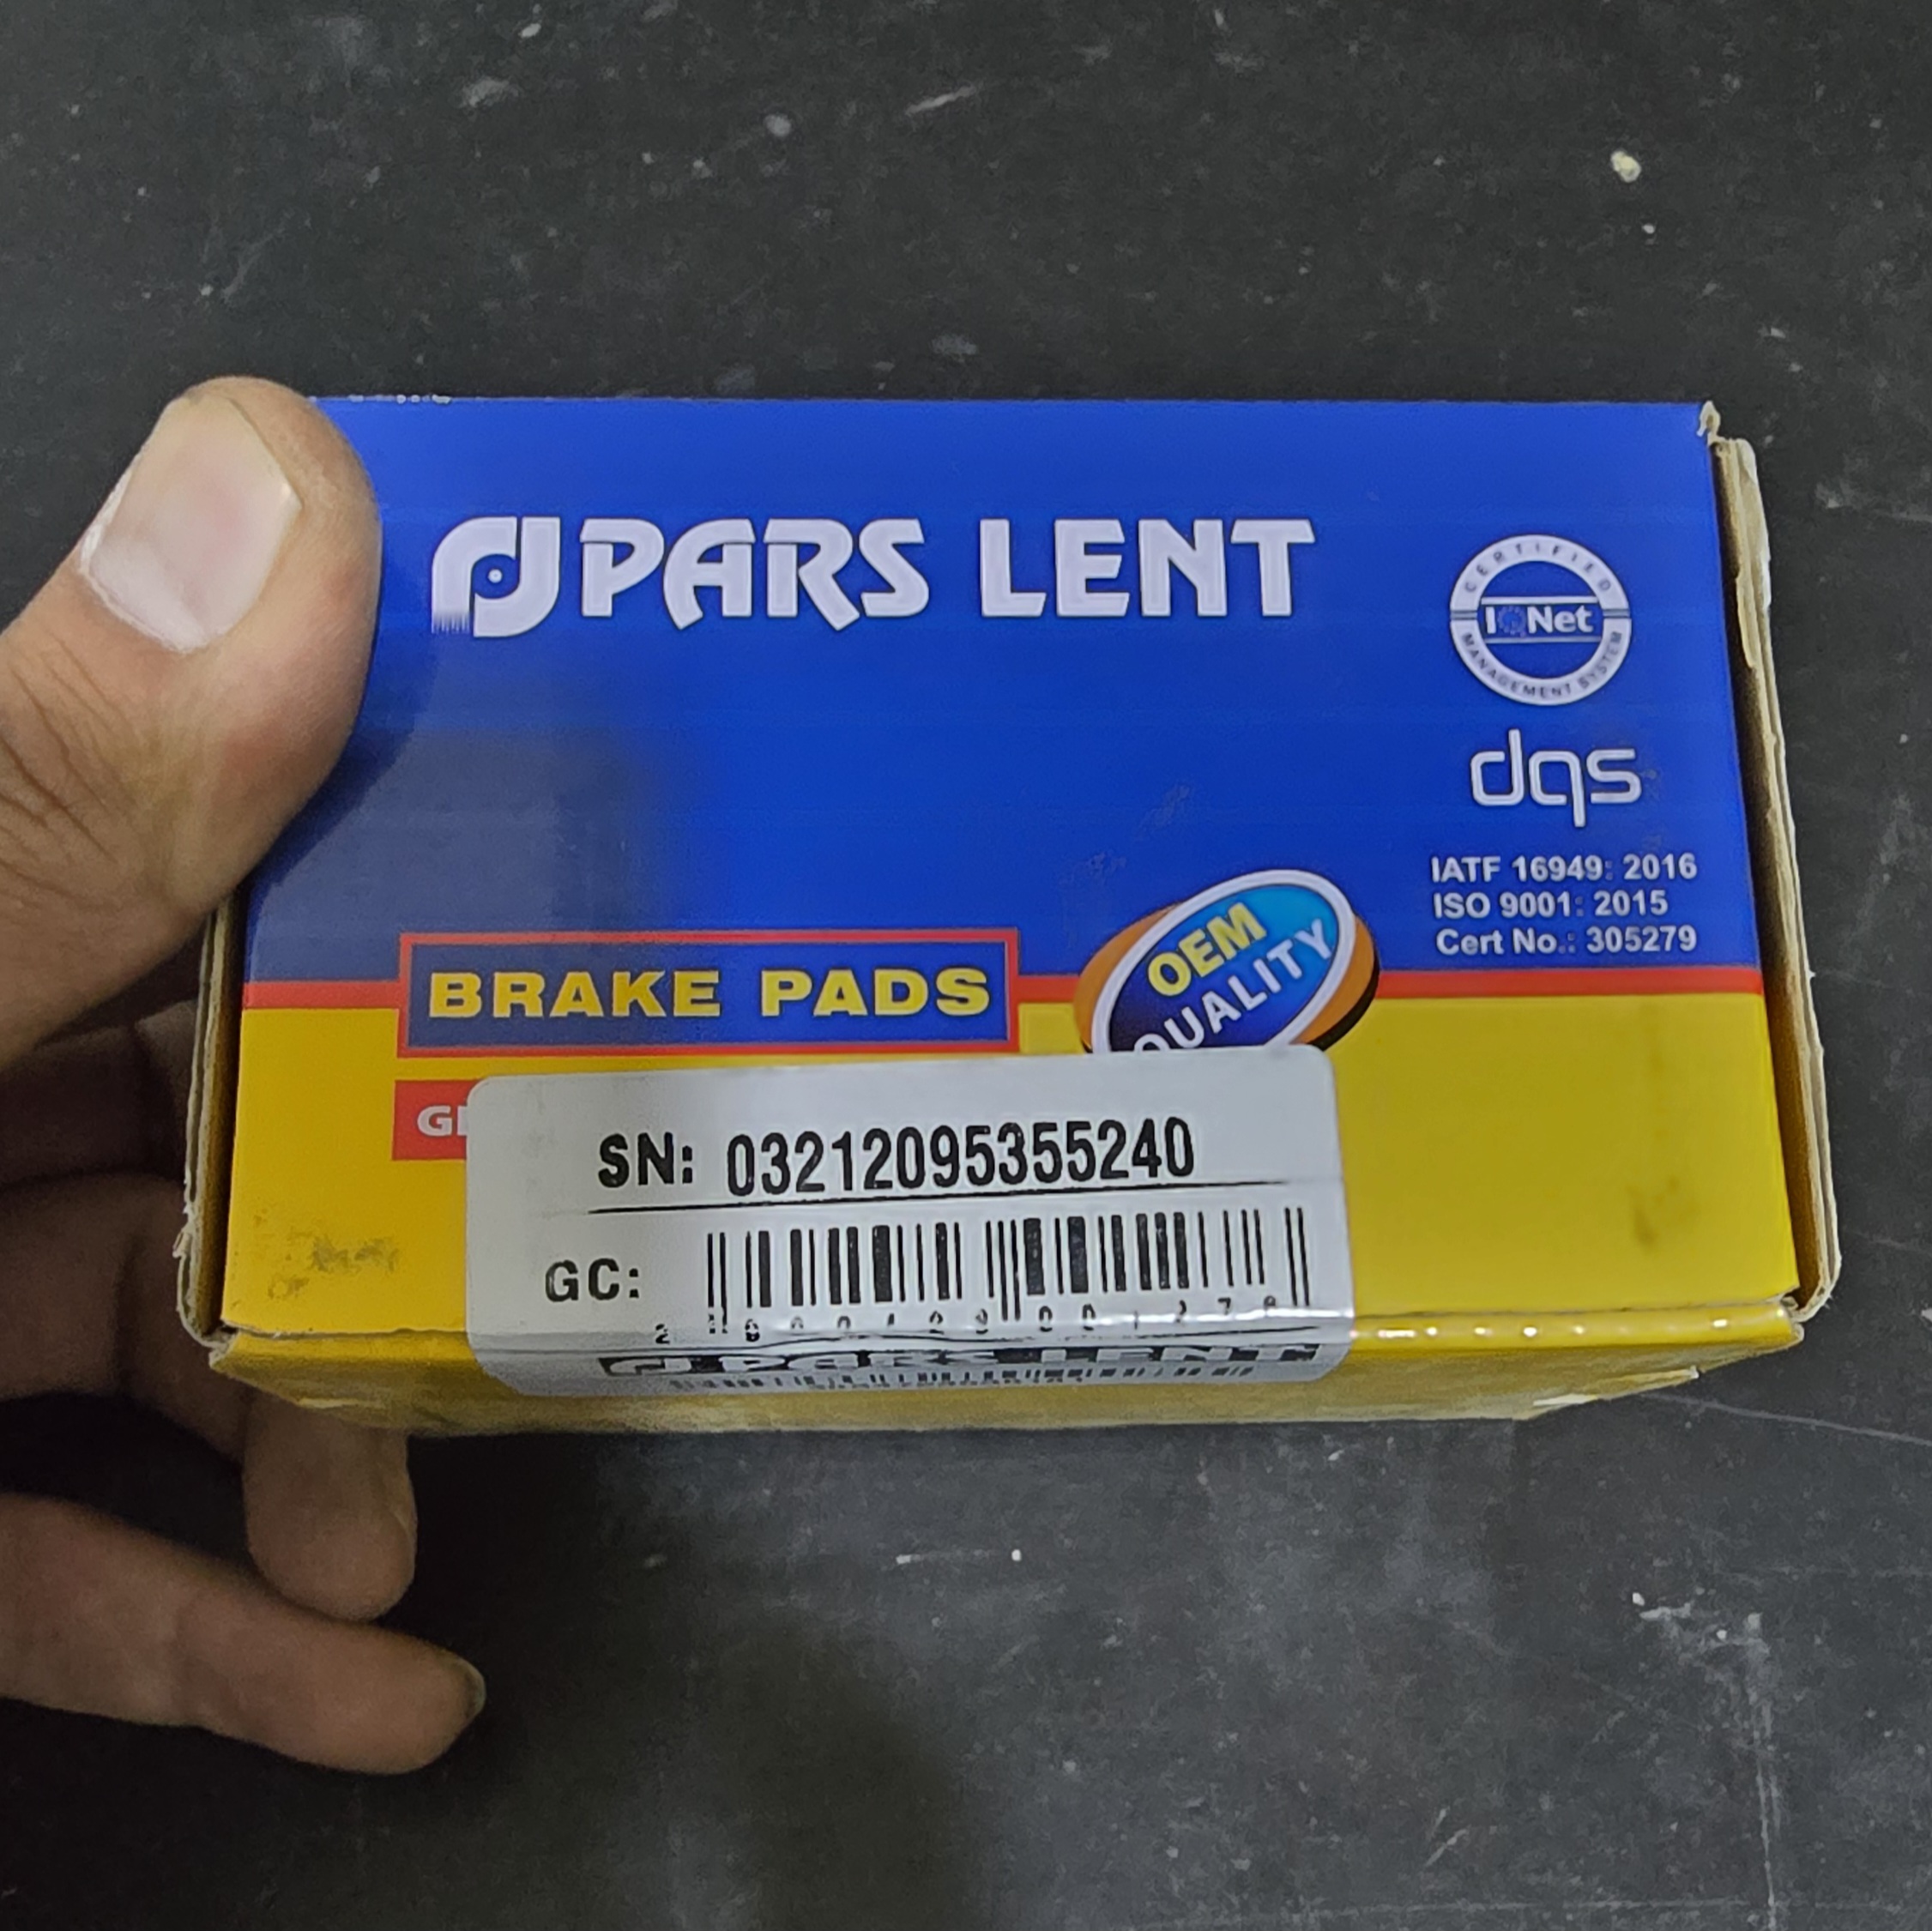 PARS LENT
CERTIFIED
IQNet
MANAGEMENT SYSTEM
dqs
IATF 16949: 2016
ISO 9001: 2015
Cert No.: 305279
OEM
QUALITY
BRAKE PADS
SN: 03212095355240
GC:
PARS LENT